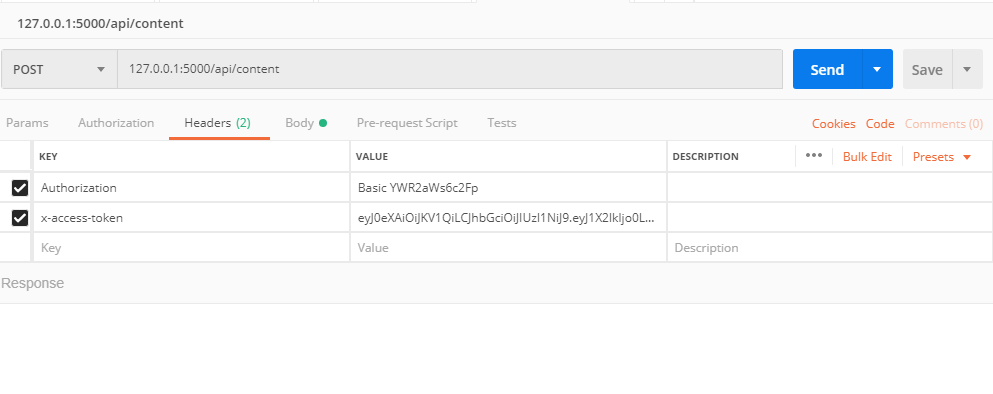 127.0.0.1:5000/api/content
POST 127.0.0.1:5000/api/content Send Save
Params Authorization Headers (2) Body Pre-request Script Tests Cookies Code Comments (0)
KEY VALUE DESCRIPTION ••• Bulk Edit Presets
Authorization Basic YWR2aWs6c2Fp
x-access-token eyJ0eXAiOiJKV1QiLCJhbGciOiJIUzI1NiJ9.eyJ1X2lkIjo0L...
Key Value Description
Response